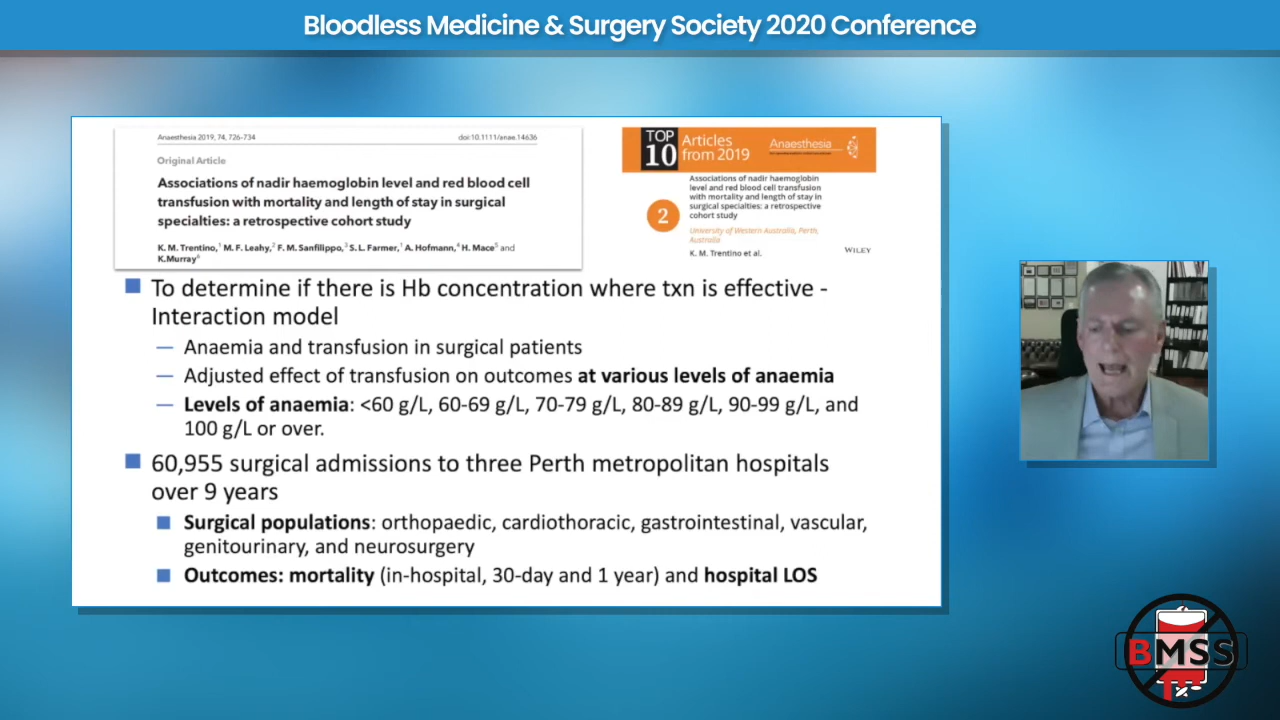 Bloodless Medicine & Surgery Society 2020 Conference
Anaesthesia 2019, 74, 726-734
doi:10.1111/anae.14636
Original Article
Associations of nadir haemoglobin level and red blood cell
transfusion with mortality and length of stay in surgical
specialties: a retrospective cohort study
K. M. Trentino,¹ M. F. Leahy,² F. M. Sanfilippo,³ S. L. Farmer,¹ A. Hofmann,⁴ H. Mace⁵ and
K.Murray⁶
TOP
10
Articles
from 2019
Anaesthesia
Associations of nadir haemoglobin
level and red blood cell transfusion
with mortality and length of stay in
surgical specialties: a retrospective
cohort study
2
University of Western Australia, Perth,
Australia
K. M. Trentino et al.
WILEY
To determine if there is Hb concentration where txn is effective -
Interaction model
— Anaemia and transfusion in surgical patients
— Adjusted effect of transfusion on outcomes at various levels of anaemia
— Levels of anaemia: <60 g/L, 60-69 g/L, 70-79 g/L, 80-89 g/L, 90-99 g/L, and
100 g/L or over.
60,955 surgical admissions to three Perth metropolitan hospitals
over 9 years
Surgical populations: orthopaedic, cardiothoracic, gastrointestinal, vascular,
genitourinary, and neurosurgery
Outcomes: mortality (in-hospital, 30-day and 1 year) and hospital LOS
BMSS